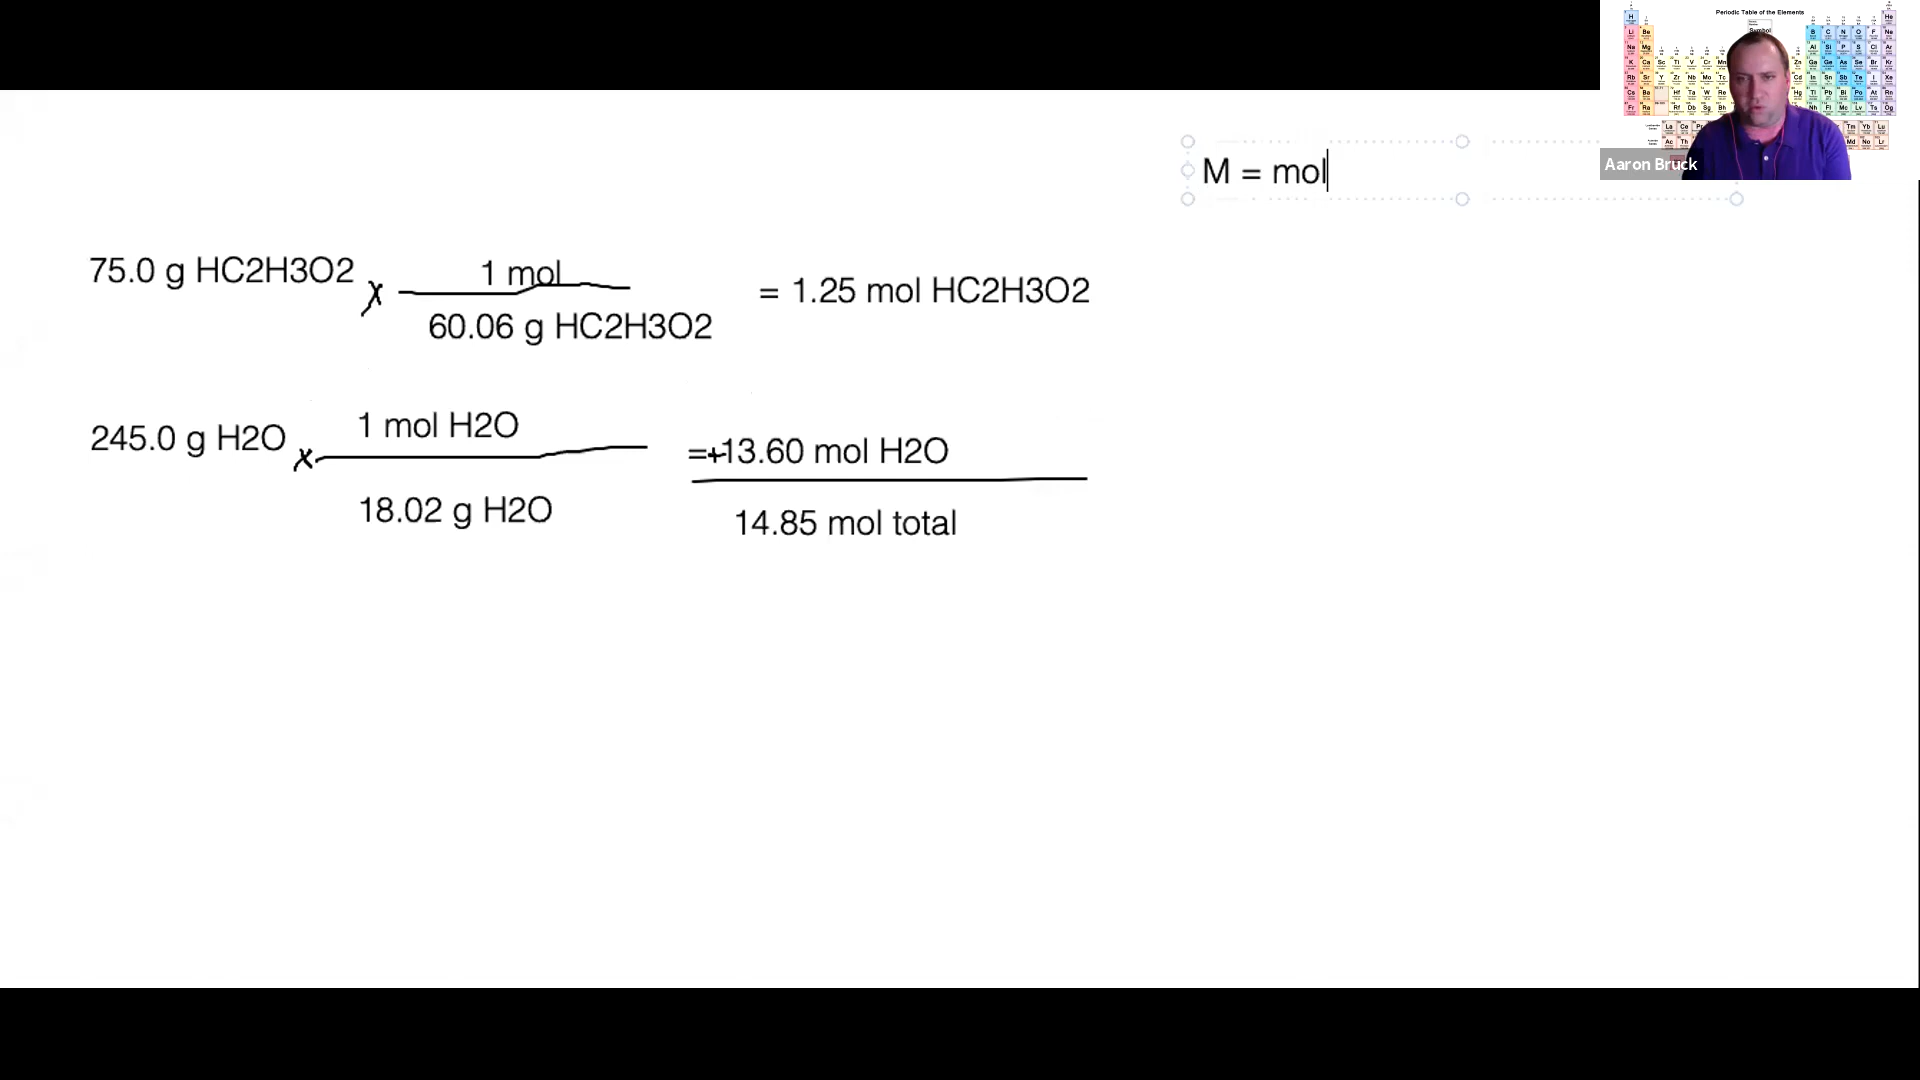 Periodic Table of the Elements
Symbol
Aaron Bruck
M = mol
75.0 g HC2H3O2 x 1 mol
60.06 g HC2H3O2
= 1.25 mol HC2H3O2
245.0 g H2O x 1 mol H2O
18.02 g H2O
=+13.60 mol H2O
14.85 mol total